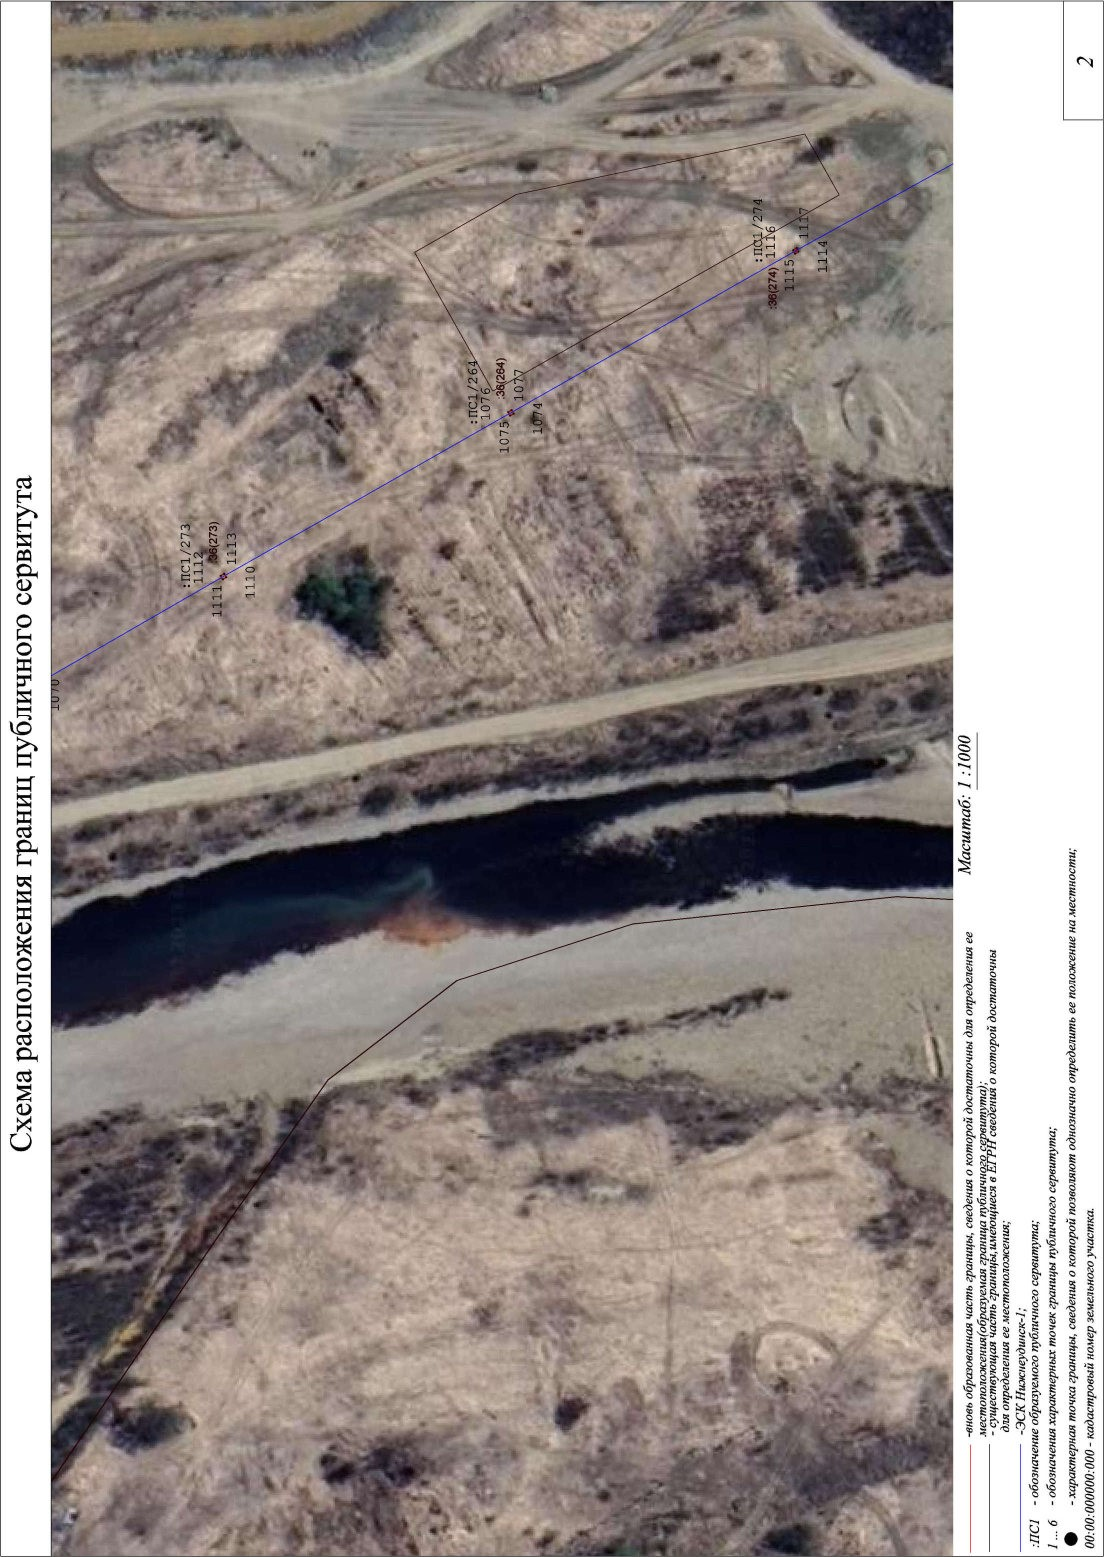 Схема расположения границ публичного сервитута
2
:ПС1/274
1116
1117
:36(274)
1115
1114
:ПС1/264
1076
:36(264)
1077
1075
1074
:ПС1/273
1112
:36(273)
1113
1111
1110
1070
Масштаб: 1:1000
-вновь образованная часть границы, сведения о которой достаточны для определения ее
местоположения(образуемая граница публичного сервитута);
- существующая часть границы,имеющиеся в ЕГРН сведения о которой достаточны
для определения ее местоположения;
-ЭСК Нижнеудинск-1;
:ПС1 - обозначение образуемого публичного сервитута;
1 ... 6 - обозначения характерных точек границы публичного сервитута;
- характерная точка границы, сведения о которой позволяют однозначно определить ее положение на местности;
00:00:000000:000 - кадастровый номер земельного участка.